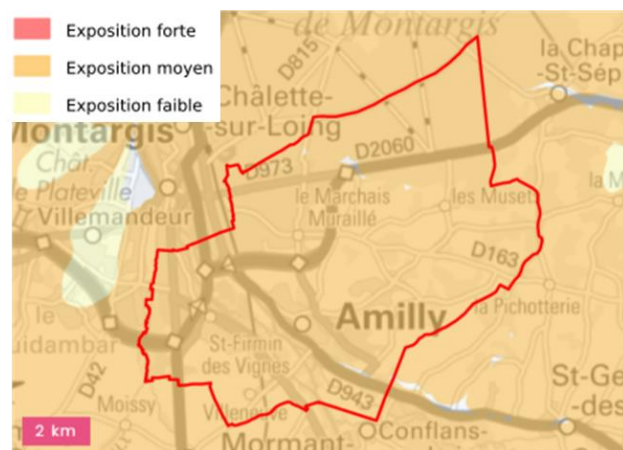 Exposition forte
Exposition moyen
Exposition faible
de Montargis
D815
la Chap
-St-Sép
Châlette-
sur-Loing
Montargis
D2060
D973
Chât.
le Plateville
le Marchais
Muraillé
les Muset
la M
Villemandeur
D163
la Pichotterie
Amilly
le
uidambar
St-Firmin
des Vignes
D42
D943
St-Ge
-des-
Moissy
Villeneuve
2 km
Mormant-
Conflans-